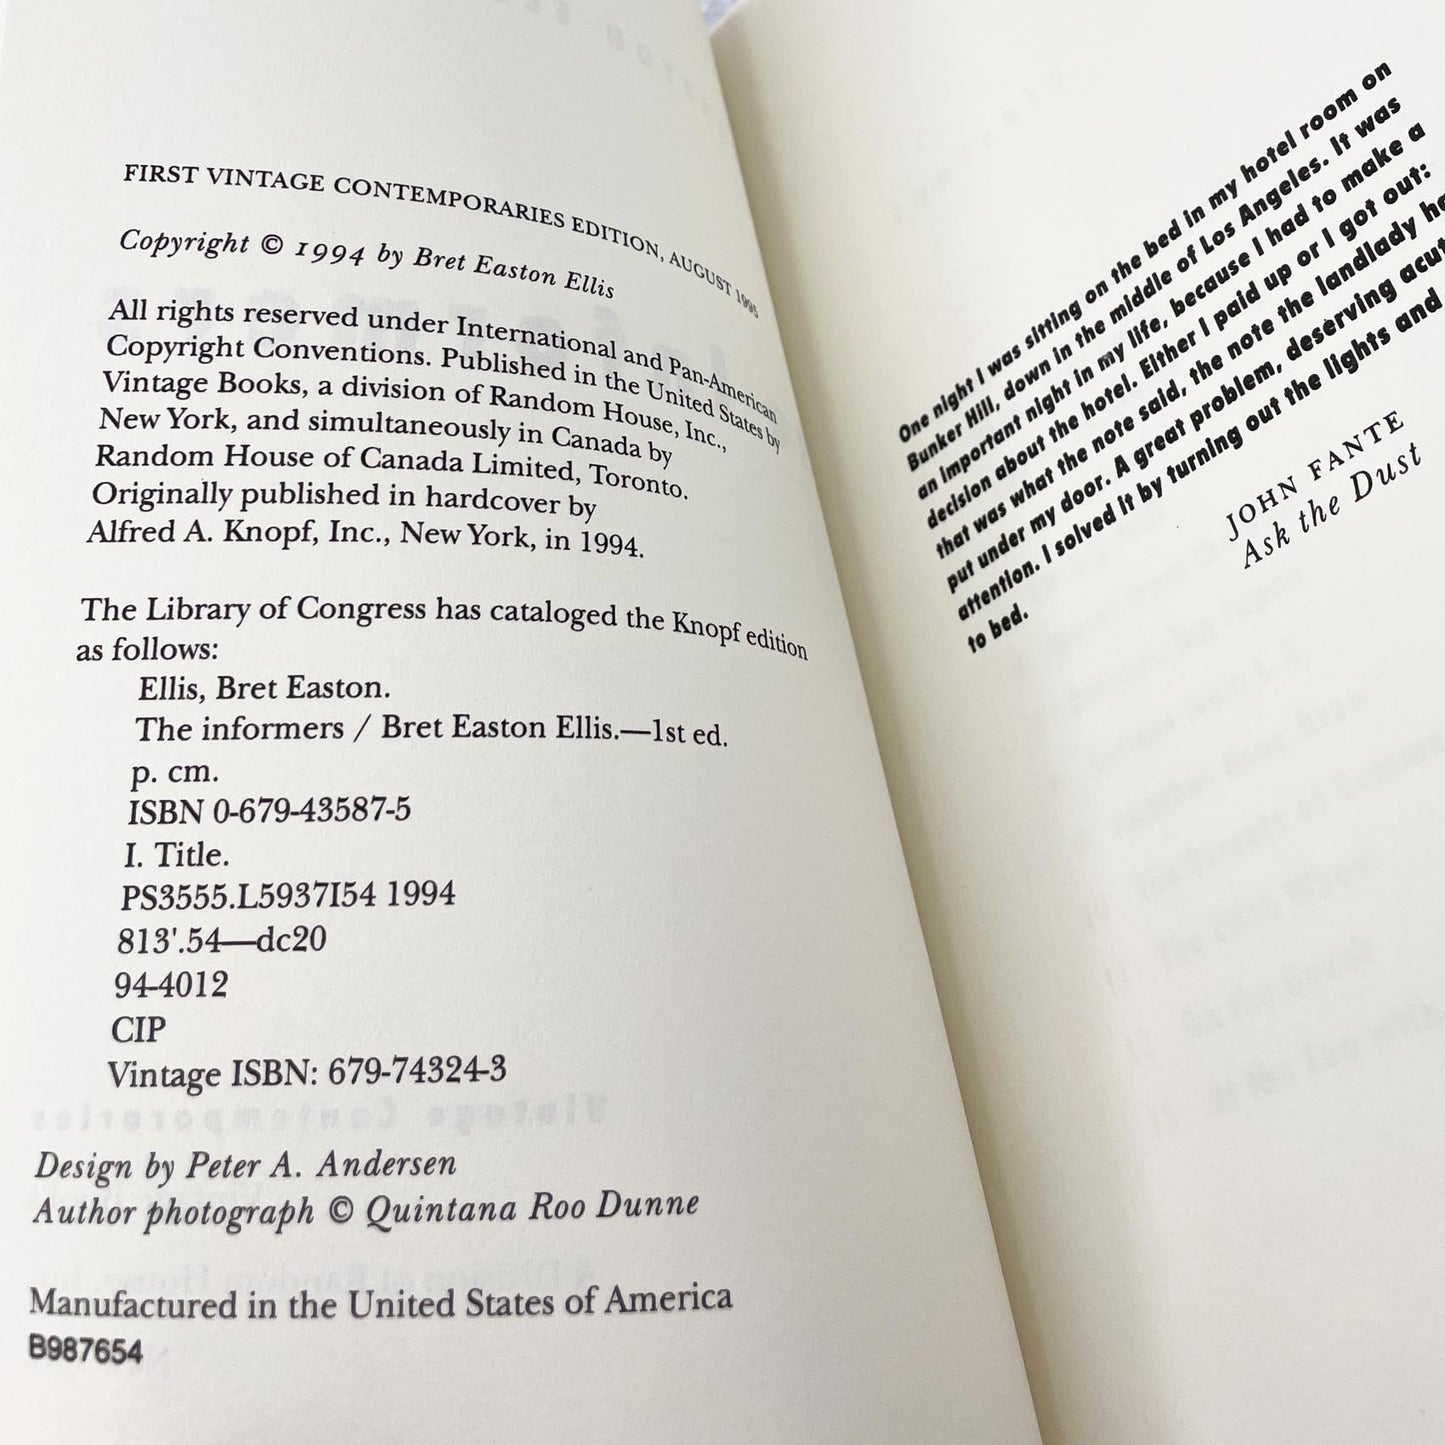 FIRST VINTAGE CONTEMPORARIES EDITION, AUGUST 1995
Copyright © 1994 by Bret Easton Ellis
All rights reserved under International and Pan-American
Copyright Conventions. Published in the United States by
Vintage Books, a division of Random House, Inc.,
New York, and simultaneously in Canada by
Random House of Canada Limited, Toronto.
Originally published in hardcover by
Alfred A. Knopf, Inc., New York, in 1994.
The Library of Congress has cataloged the Knopf edition
as follows:
Ellis, Bret Easton.
The informers / Bret Easton Ellis.—1st ed.
p. cm.
ISBN 0-679-43587-5
I. Title.
PS3555.L5937I54 1994
813'.54—dc20
94-4012
CIP
Vintage ISBN: 679-74324-3
Design by Peter A. Andersen
Author photograph © Quintana Roo Dunne
Manufactured in the United States of America
B987654
One night I was sitting on the bed in my hotel room on
Bunker Hill, down in the middle of Los Angeles. It was
an important night in my life, because I had to make a
decision about the hotel. Either I paid up or I got out:
that was what the note said, the note the landlady
put under my door. A great problem, deserving
attention. I solved it by turning out the lights and
to bed.
JOHN FANTE
Ask the Dust